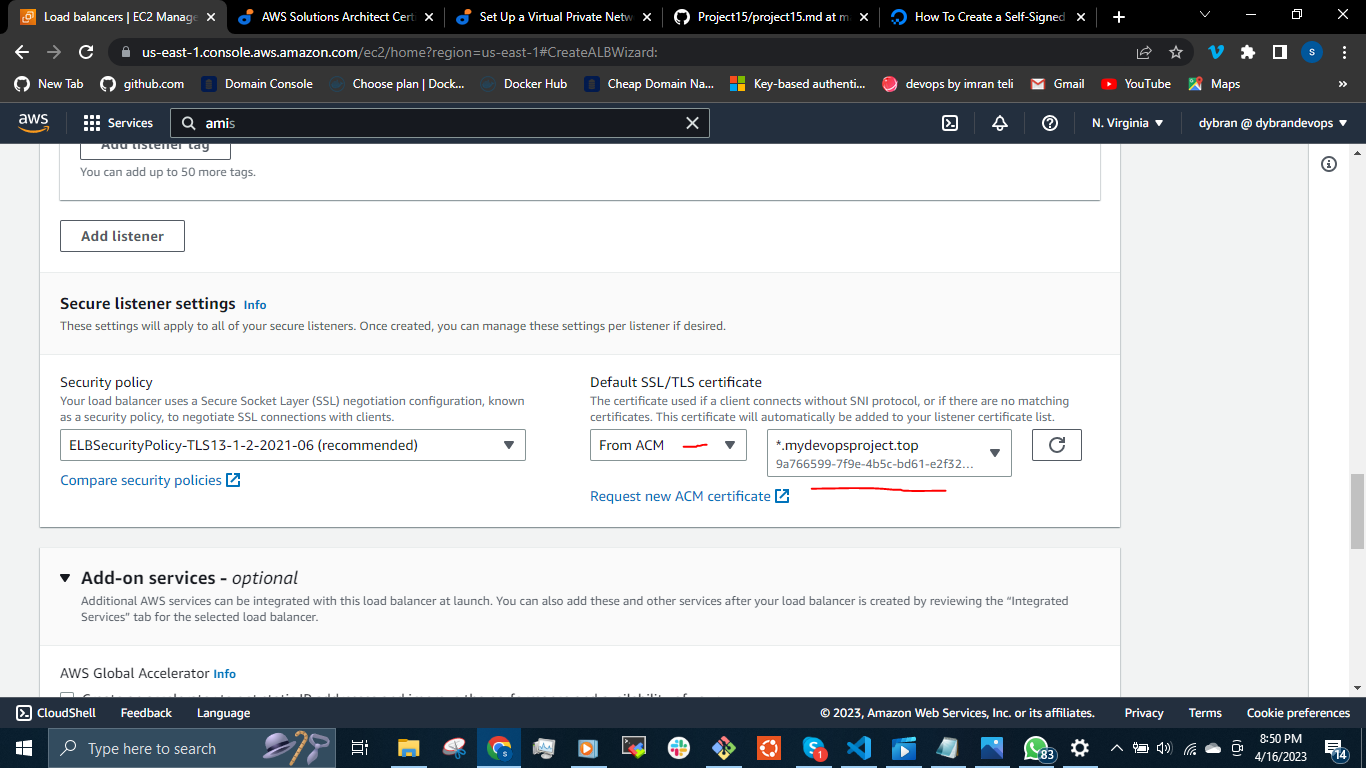 Load balancers | EC2 Manage
AWS Solutions Architect Cert
Set Up a Virtual Private Netw
Project15/project15.md at ma
How To Create a Self-Signed
us-east-1.console.aws.amazon.com/ec2/home?region=us-east-1#CreateALBWizard:
S
New Tab
github.com
Domain Console
Choose plan | Dock...
Docker Hub
Cheap Domain Na...
Key-based authenti...
devops by imran teli
Gmail
YouTube
Maps
»
aws
Services
amis
N. Virginia
dybran @ dybrandevops
Add listener tag
You can add up to 50 more tags.
Add listener
Secure listener settings Info
These settings will apply to all of your secure listeners. Once created, you can manage these settings per listener if desired.
Security policy
Your load balancer uses a Secure Socket Layer (SSL) negotiation configuration, known
as a security policy, to negotiate SSL connections with clients.
ELBSecurityPolicy-TLS13-1-2-2021-06 (recommended)
Compare security policies
Default SSL/TLS certificate
The certificate used if a client connects without SNI protocol, or if there are no matching
certificates. This certificate will automatically be added to your listener certificate list.
From ACM
*.mydevopsproject.top
9a766599-7f9e-4b5c-bd61-e2f32...
Request new ACM certificate
Add-on services - optional
Additional AWS services can be integrated with this load balancer at launch. You can also add these and other services after your load balancer is created by reviewing the "Integrated
Services" tab for the selected load balancer.
AWS Global Accelerator Info
CloudShell
Feedback
Language
© 2023, Amazon Web Services, Inc. or its affiliates.
Privacy
Terms
Cookie preferences
Type here to search
1
83
8:50 PM
4/16/2023
14